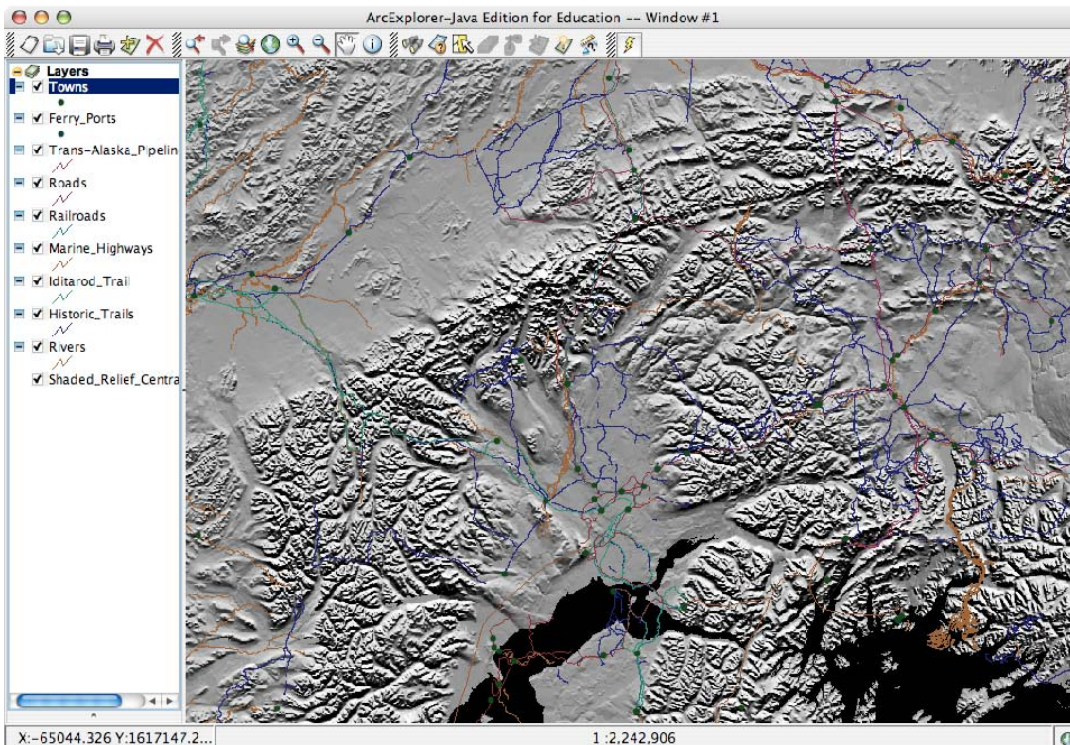 ArcExplorer-Java Edition for Education -- Window #1
Layers
Towns
Ferry_Ports
Trans-Alaska_Pipelin
Roads
Railroads
Marine_Highways
Iditarod_Trail
Historic_Trails
Rivers
Shaded_Relief_Centra
X:-65044.326 Y:1617147.2... 1 :2,242,906